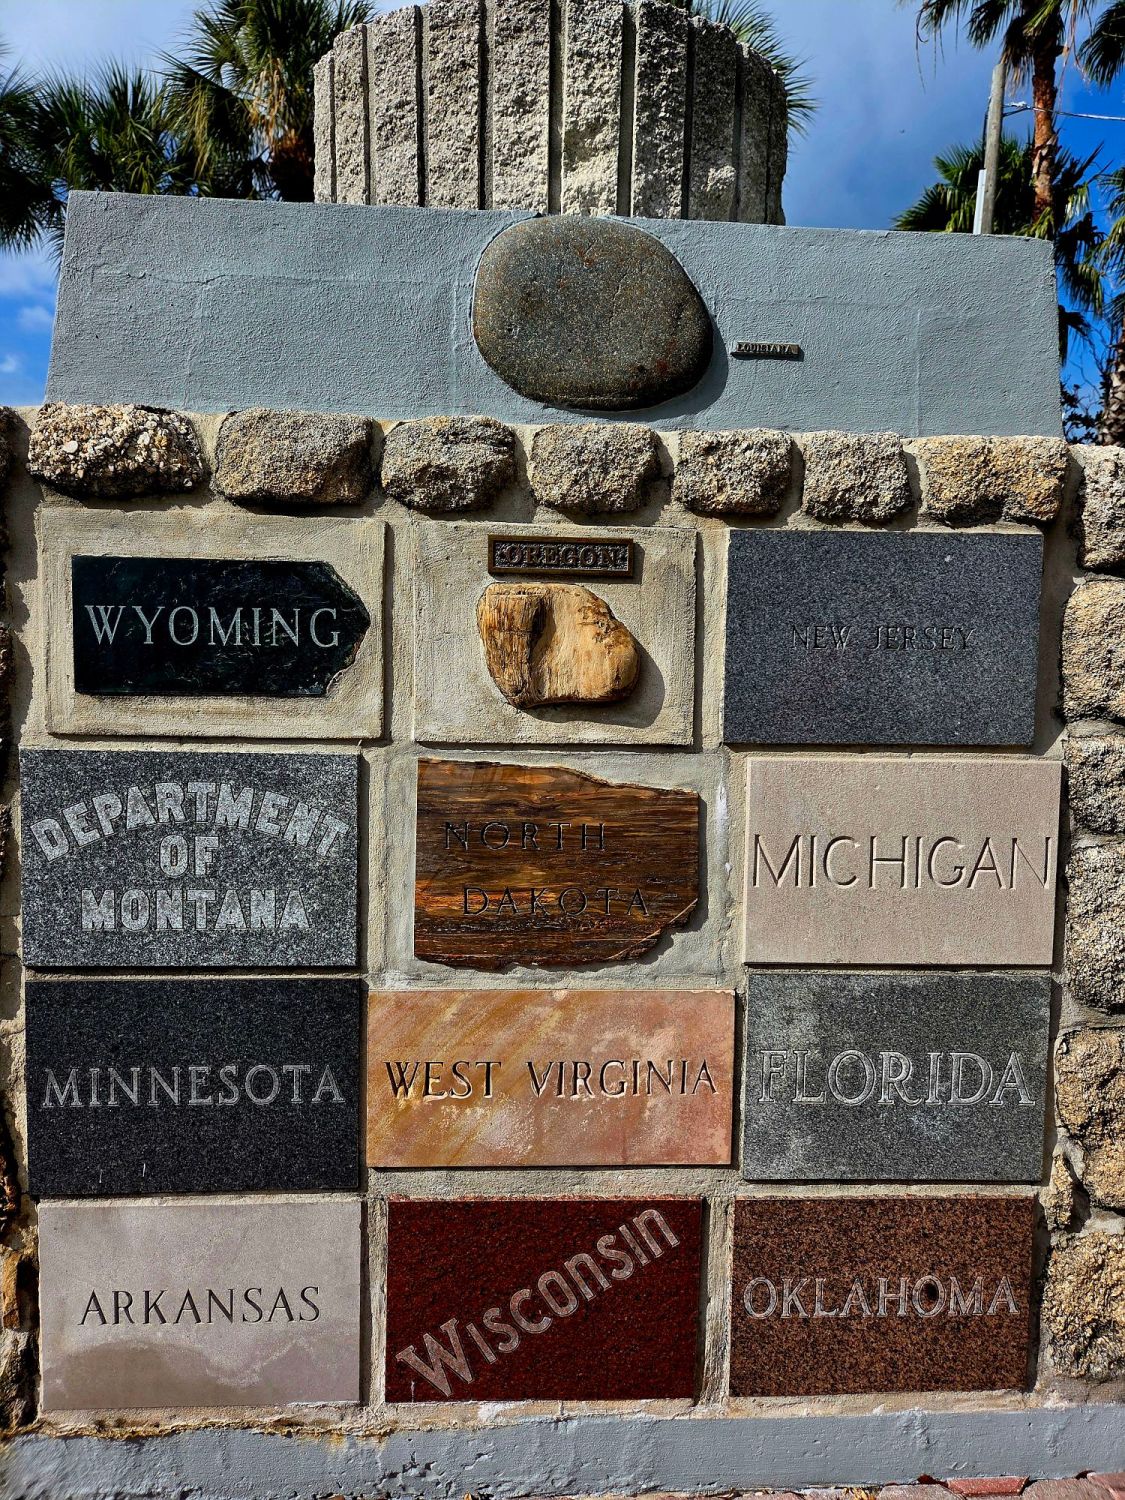 LOUISIANA
WYOMING
OREGON
NEW JERSEY
DEPARTMENT
OF
MONTANA
NORTH
DAKOTA
MICHIGAN
MINNESOTA
WEST VIRGINIA
FLORIDA
ARKANSAS
WISCONSIN
OKLAHOMA